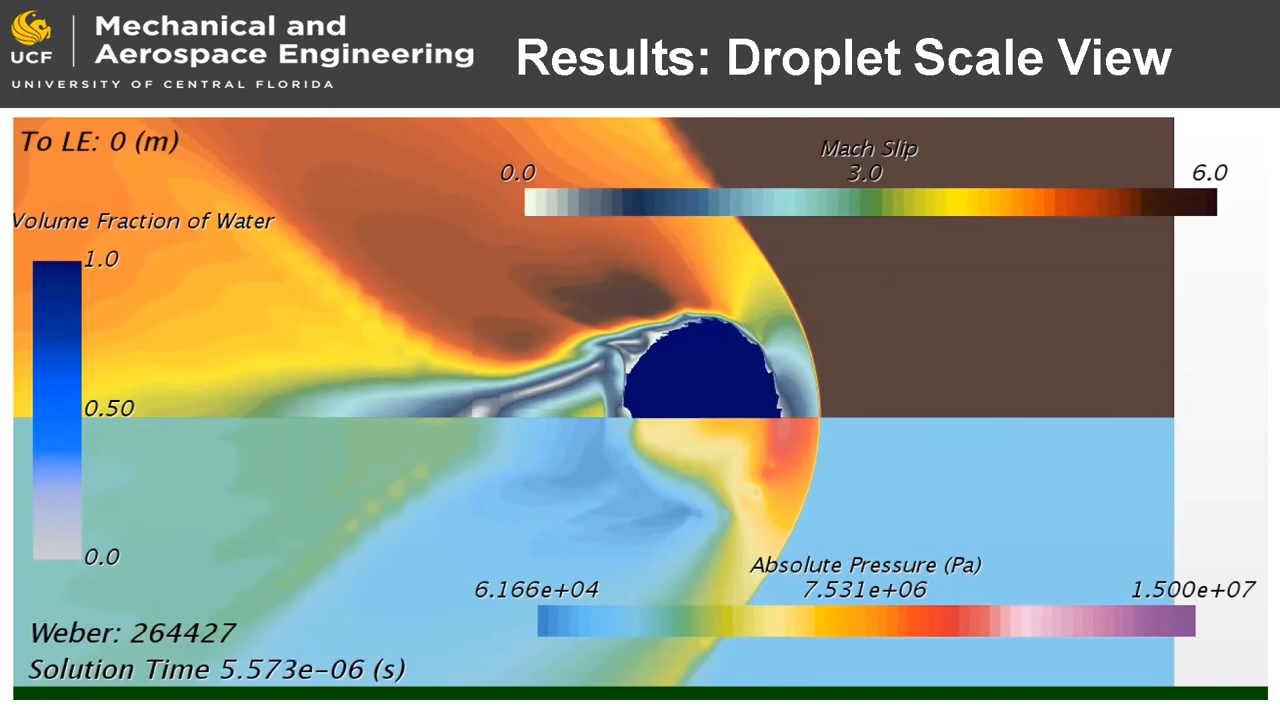 UCF
Mechanical and
Aerospace Engineering
UNIVERSITY OF CENTRAL FLORIDA
Results: Droplet Scale View
To LE: 0 (m)
Mach Slip
0.0 3.0 6.0
Volume Fraction of Water
1.0
0.50
0.0
Absolute Pressure (Pa)
6.166e+04 7.531e+06 1.500e+07
Weber: 264427
Solution Time 5.573e-06 (s)